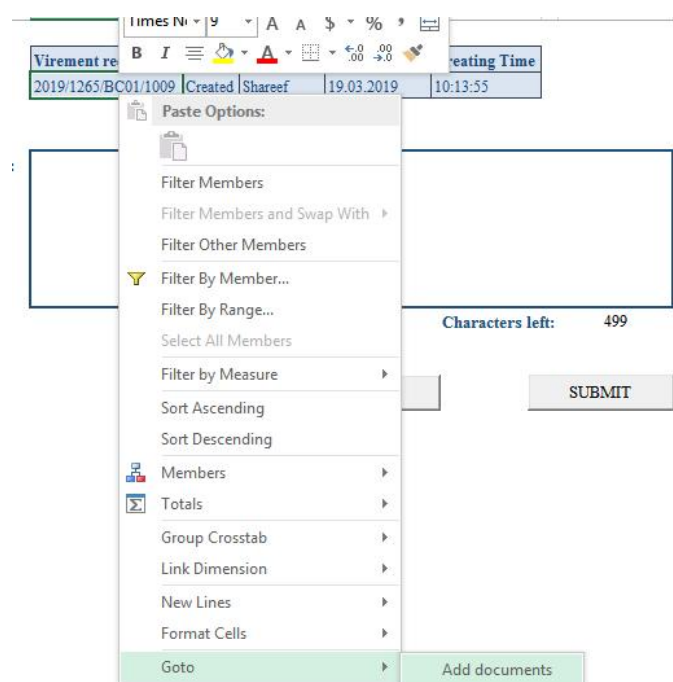 Times N 9 A A $ % ,
B I A .00 .00
Virement re
reating Time
2019/1265/BC01/1009 Created Shareef 19.03.2019 10:13:55
Paste Options:
Filter Members
Filter Members and Swap With
Filter Other Members
Filter By Member...
Filter By Range...
Characters left: 499
Select All Members
Filter by Measure
SUBMIT
Sort Ascending
Sort Descending
Members
Totals
Group Crosstab
Link Dimension
New Lines
Format Cells
Goto
Add documents